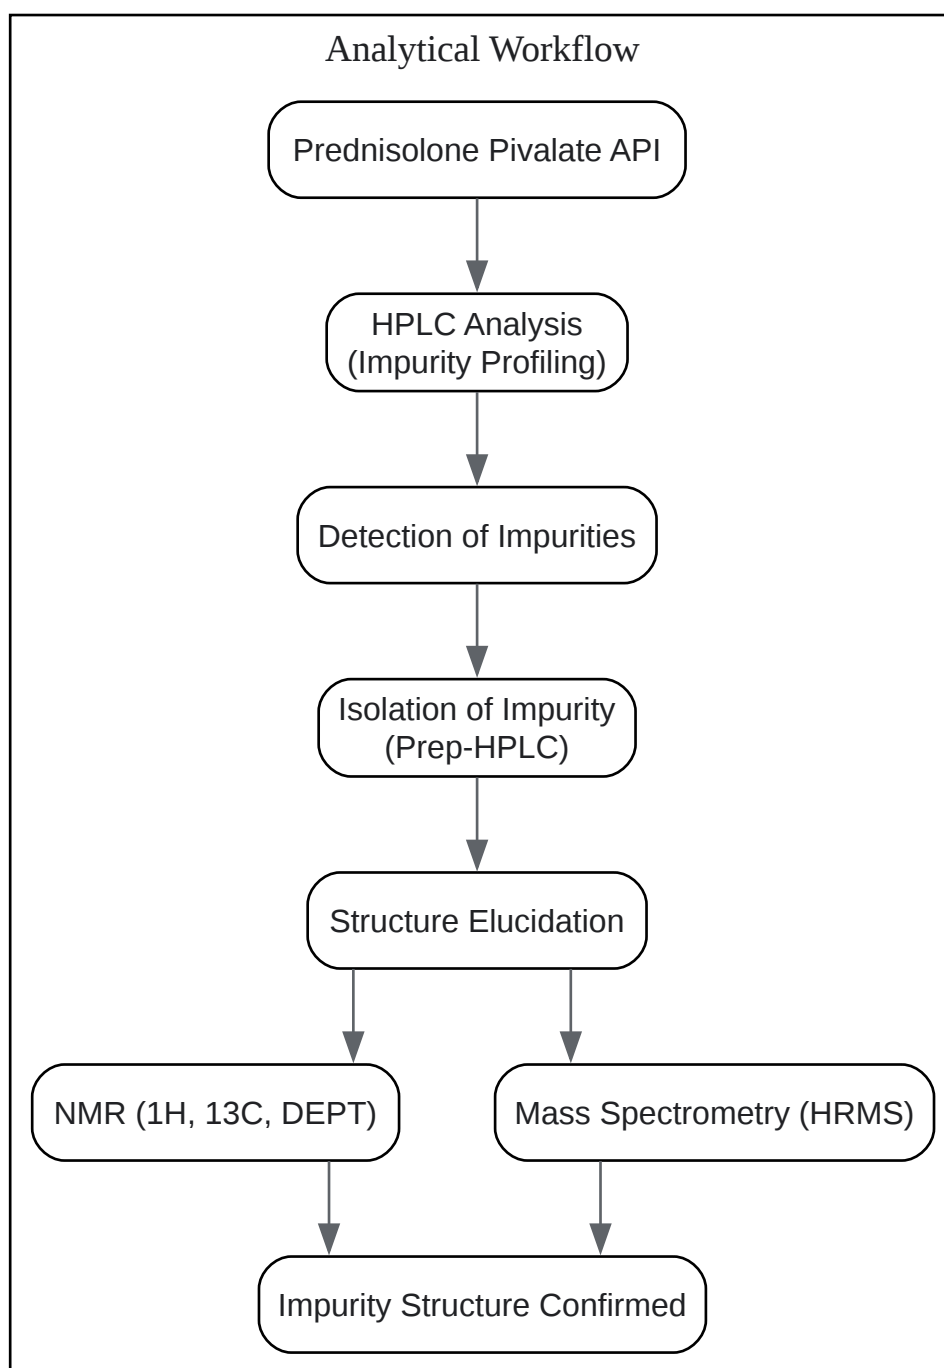 Analytical Workflow
Prednisolone Pivalate API
HPLC Analysis
(Impurity Profiling)
Detection of Impurities
Isolation of Impurity
(Prep-HPLC)
Structure Elucidation
NMR (1H, 13C, DEPT)
Mass Spectrometry (HRMS)
Impurity Structure Confirmed